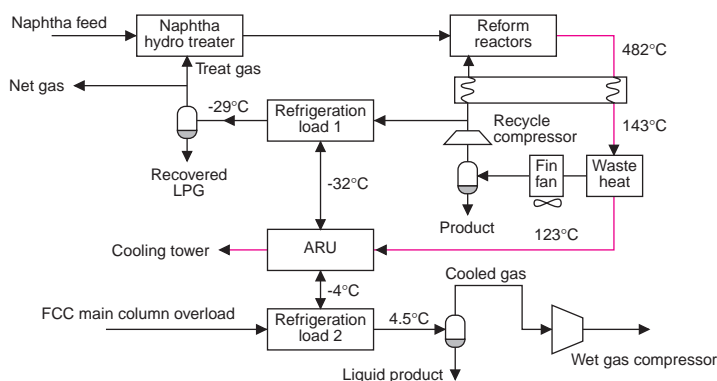 Naphtha feed
Naphtha
hydro treater
Reform
reactors
482°C
Treat gas
Net gas
-29°C
Refrigeration
load 1
Recycle
compressor
143°C
Recovered
LPG
-32°C
Fin
fan
Waste
heat
Product
Cooling tower
ARU
123°C
-4°C
Cooled gas
FCC main column overload
Refrigeration
load 2
4.5°C
Liquid product
Wet gas compressor